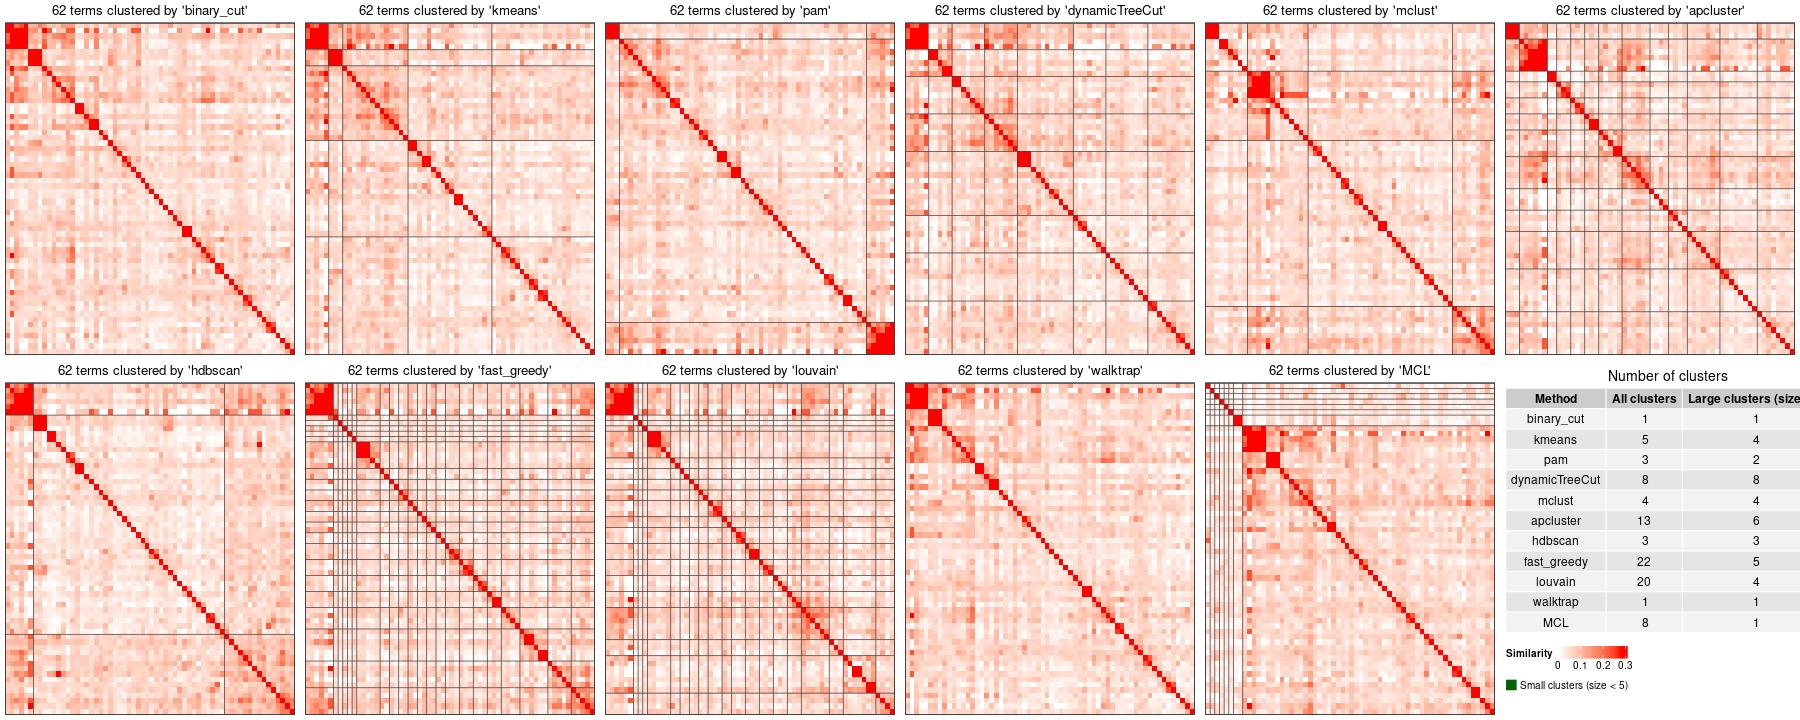 62 terms clustered by 'binary_cut'
62 terms clustered by 'kmeans'
62 terms clustered by 'pam'
62 terms clustered by 'dynamicTreeCut'
62 terms clustered by 'mclust'
62 terms clustered by 'apcluster'
62 terms clustered by 'hdbscan'
62 terms clustered by 'fast_greedy'
62 terms clustered by 'louvain'
62 terms clustered by 'walktrap'
62 terms clustered by 'MCL'
Number of clusters
Method All clusters Large clusters (size
binary_cut 1 1
kmeans 5 4
pam 3 2
dynamicTreeCut 8 8
mclust 4 4
apcluster 13 6
hdbscan 3 3
fast_greedy 22 5
louvain 20 4
walktrap 1 1
MCL 8 1
Similarity
0 0.1 0.2 0.3
Small clusters (size < 5)